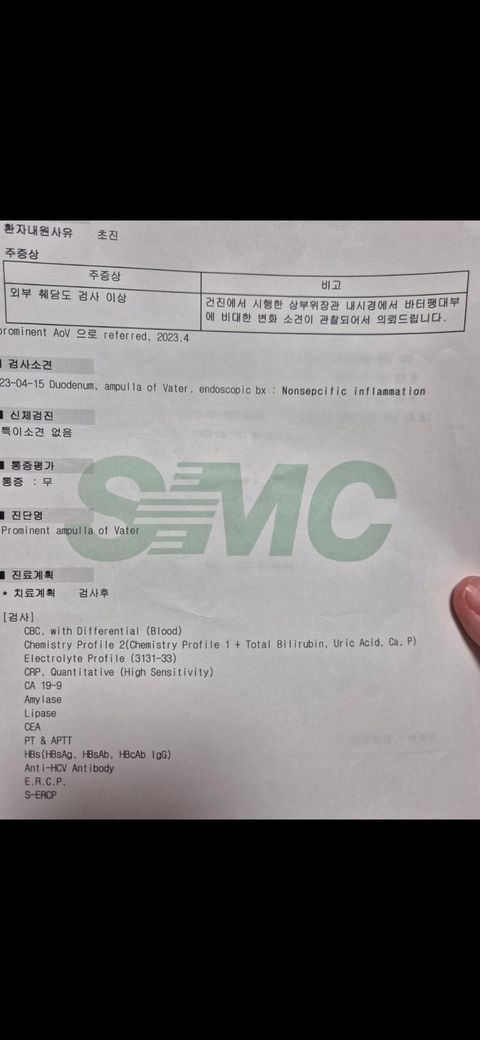 환자내원사유 초진
주증상
주증상 비고
외부 췌담도 검사 이상 건진에서 시행한 상부위장관 내시경에서 바터팽대부
에 비대한 변화 소견이 관찰되어서 의뢰드립니다.
prominent AoV 으로 referred, 2023.4
검사소견
23-04-15 Duodenum, ampulla of Vater, endoscopic bx : Nonsepcific inflammation
■ 신체검진
특이소견 없음
■ 통증평가
통증 : 무
■ 진단명
Prominent ampulla of Vater
SMC
■ 진료계획
* 치료계획 검사후
[검사]
CBC, with Differential (Blood)
Chemistry Profile 2(Chemistry Profile 1 + Total Bilirubin, Uric Acid, Ca, P)
Electrolyte Profile (3131-33)
CRP, Quantitative (High Sensitivity)
CA 19-9
Amylase
Lipase
CEA
PT & APTT
HBs(HBsAg, HBsAb, HBcAb IgG)
Anti-HCV Antibody
E.R.C.P.
S-ERCP